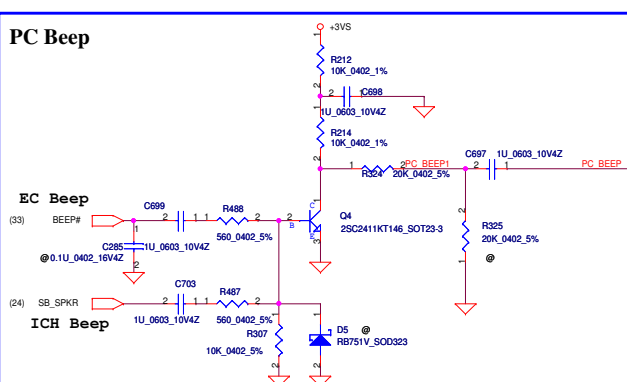 PC Beep
+3VS
1
R212
10K_0402_1%
2
2 1 C698
1U_0603_10V4Z
1
R214
10K_0402_1%
2
1 2 PC_BEEP1
R324 20K_0402_5%
C697 1U_0603_10V4Z
2 1
PC_BEEP
EC Beep
(33) BEEP#
C699
2 1
1U_0603_10V4Z
R488
1 2
560_0402_5%
2
B
C
1
E
3
Q4
2SC2411KT146_SOT23-3
2
R325
20K_0402_5%
1
@
1
C285
2
@ 0.1U_0402_16V4Z
(24) SB_SPKR
C703
2 1
1U_0603_10V4Z
R487
1 2
560_0402_5%
ICH Beep
1
R307
10K_0402_5%
2
1
D5 @
RB751V_SOD323
2